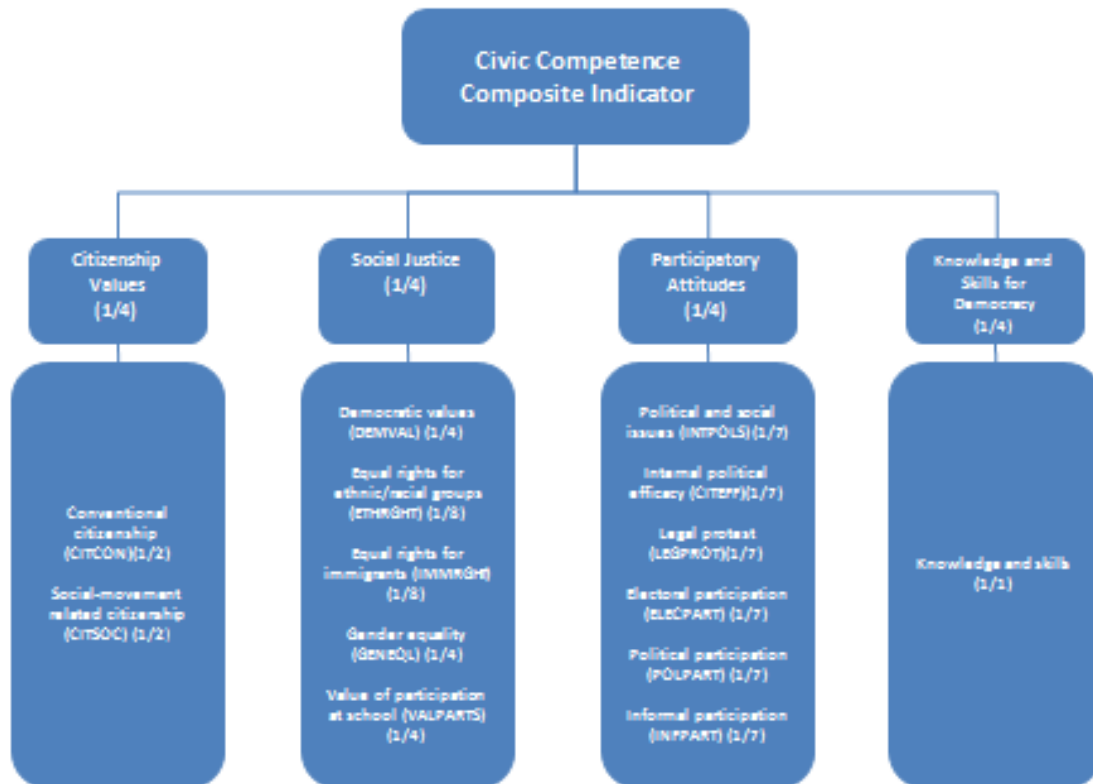 Civic Competence
Composite Indicator
Citizenship
Values
(1/4)
Social Justice
(1/4)
Participatory
Attitudes
(1/4)
Knowledge and
Skills for
Democracy
(1/4)
Conventional
citizenship
(CITCON)(1/2)
Social-movement
related citizenship
(CITSOC) (1/2)
Democratic values
(DEMVAL) (1/4)
Equal rights for
ethnic/racial groups
(ETHRGHT) (1/8)
Equal rights for
immigrants (IMMRGHT)
(1/8)
Gender equality
(GENEQL) (1/4)
Value of participation
at school (VALPARTS)
(1/4)
Political and social
issues (INTPOLS)(1/7)
Internal political
efficacy (CITEFF)(1/7)
Legal protest
(LEGPROT)(1/7)
Electoral participation
(ELECPART) (1/7)
Political participation
(POLPART) (1/7)
Informal participation
(INFPART) (1/7)
Knowledge and skills
(1/1)